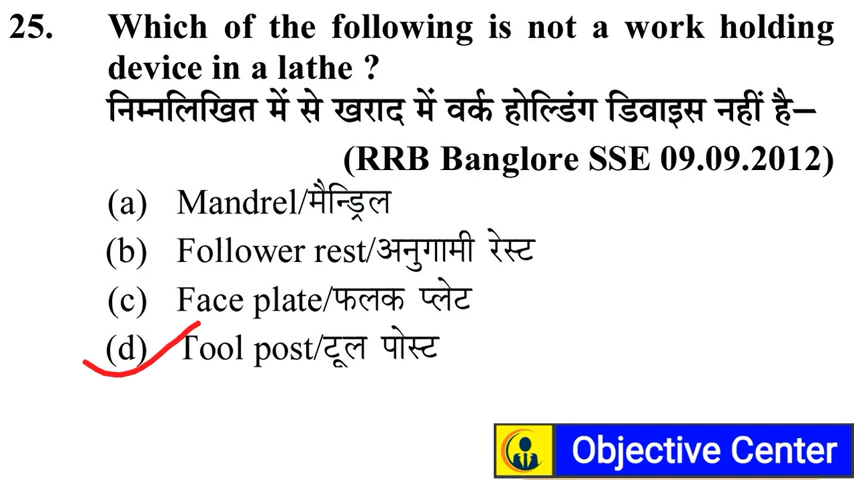 25. Which of the following is not a work holding
device in a lathe ?
निम्नलिखित में से खराद में वर्क होल्डिंग डिवाइस नहीं है–
(RRB Banglore SSE 09.09.2012)
(a) Mandrel/मैन्ड्रिल
(b) Follower rest/अनुगामी रेस्ट
(c) Face plate/फलक प्लेट
(d) Tool post/टूल पोस्ट
Objective Center